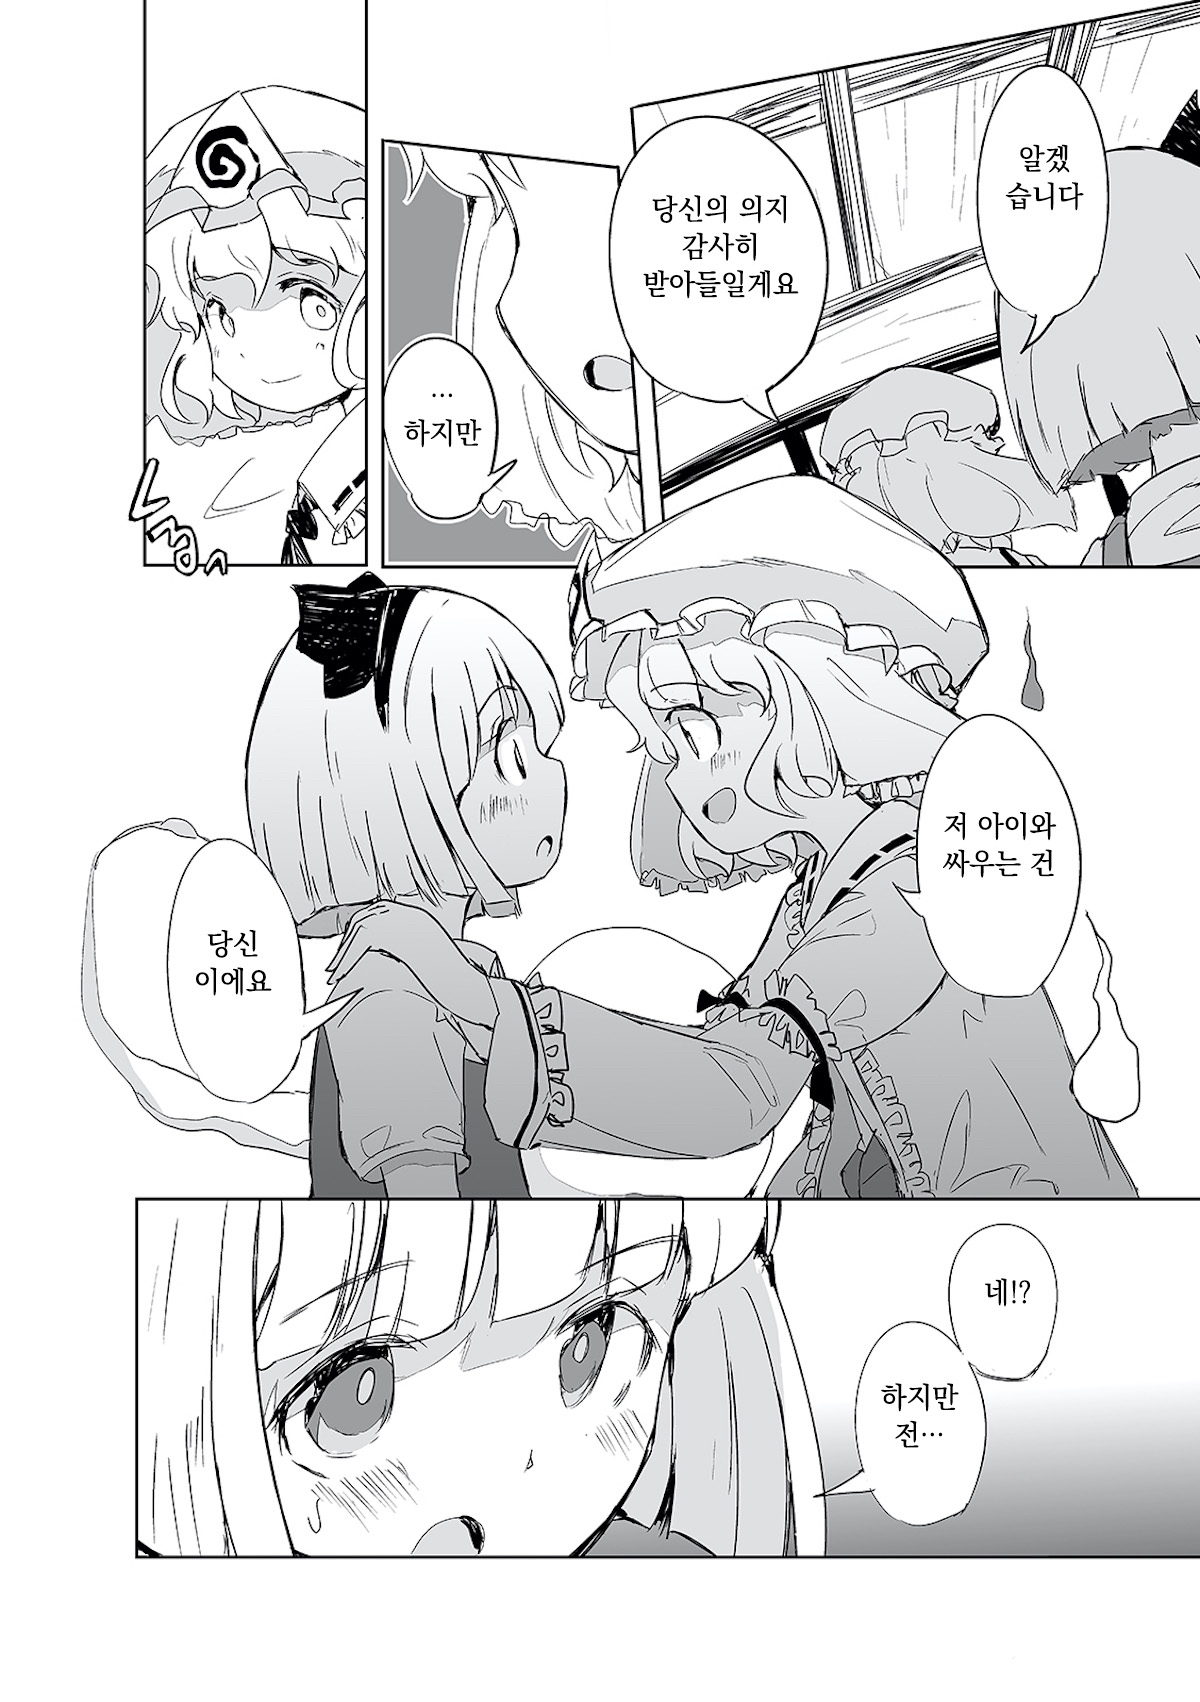 알겠
습니다
당신의 의지
감사히
받아들일게요
…
하지만
저 아이와
싸우는 건
당신
이에요
네!?
하지만
전…